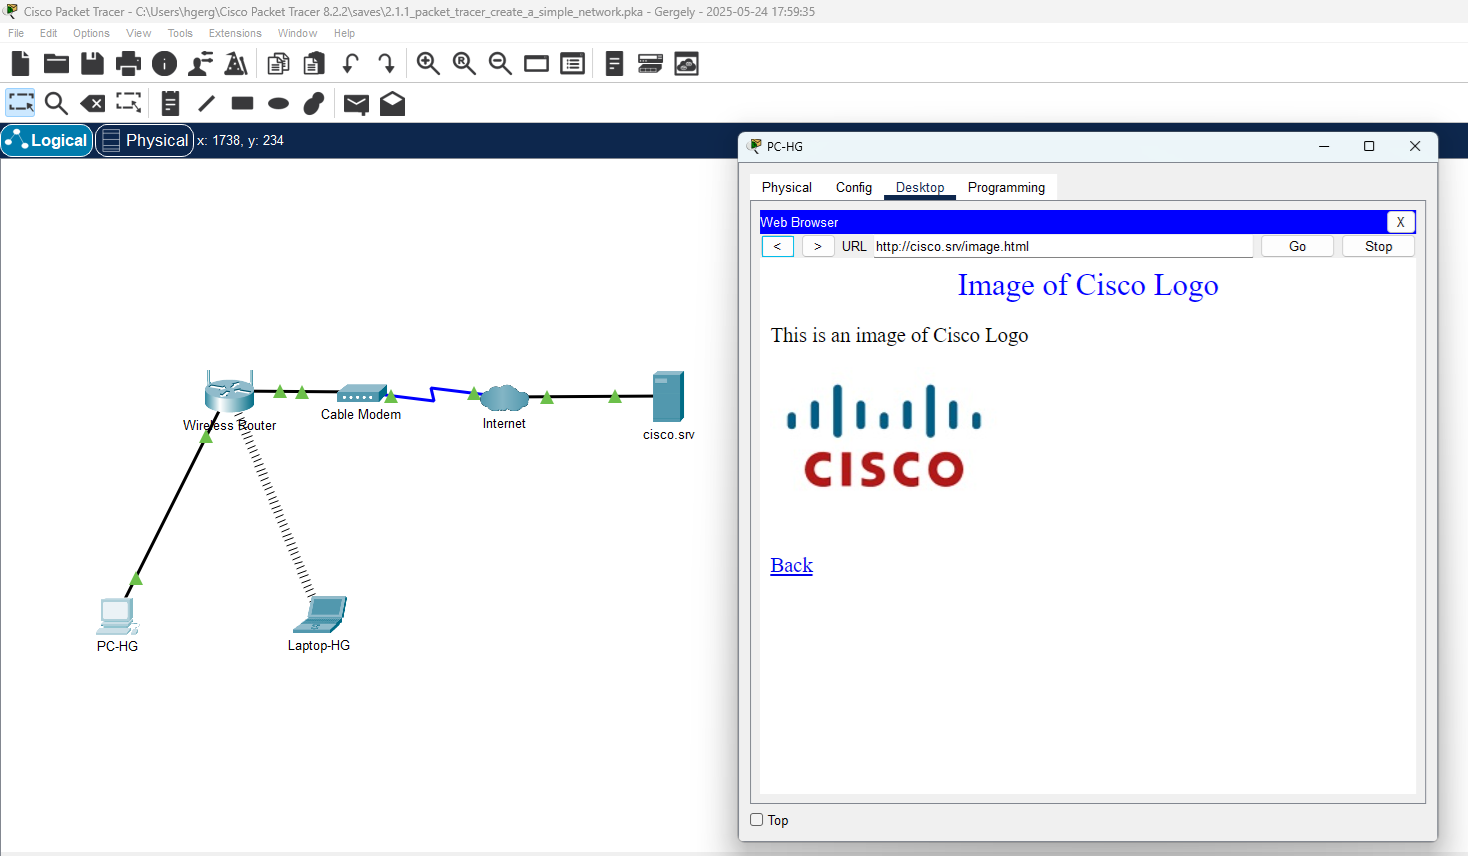 Cisco Packet Tracer - C:\Users\hgerg\Cisco Packet Tracer 8.2.2\saves\2.1.1_packet_tracer_create_a_simple_network.pka - Gergely - 2025-05-24 17:59:35
File Edit Options View Tools Extensions Window Help
Logical Physical x: 1738, y: 234
PC-HG
Physical Config Desktop Programming
Web Browser X
< > URL http://cisco.srv/image.html Go Stop
Image of Cisco Logo
This is an image of Cisco Logo
CISCO
Back
Top
Wireless Router
Cable Modem
Internet
cisco.srv
PC-HG
Laptop-HG